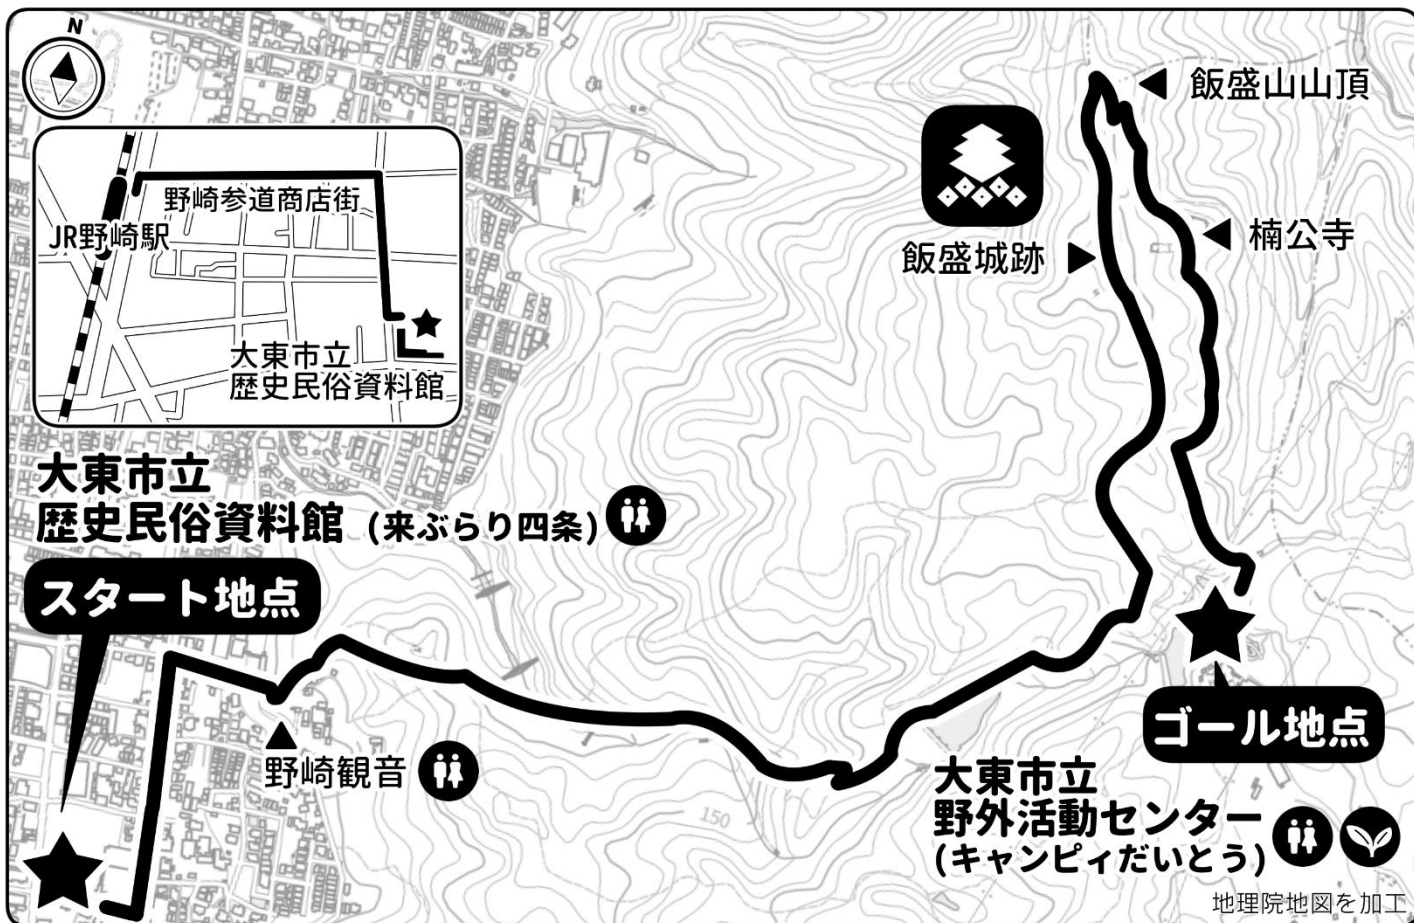 N
飯盛山山頂
野崎参道商店街
JR野崎駅
飯盛城跡
楠公寺
大東市立
歴史民俗資料館
大東市立
歴史民俗資料館 (来ぶらり四条)
スタート地点
野崎観音
ゴール地点
大東市立
野外活動センター
(キャンピィだいとう)
150
地理院地図を加工